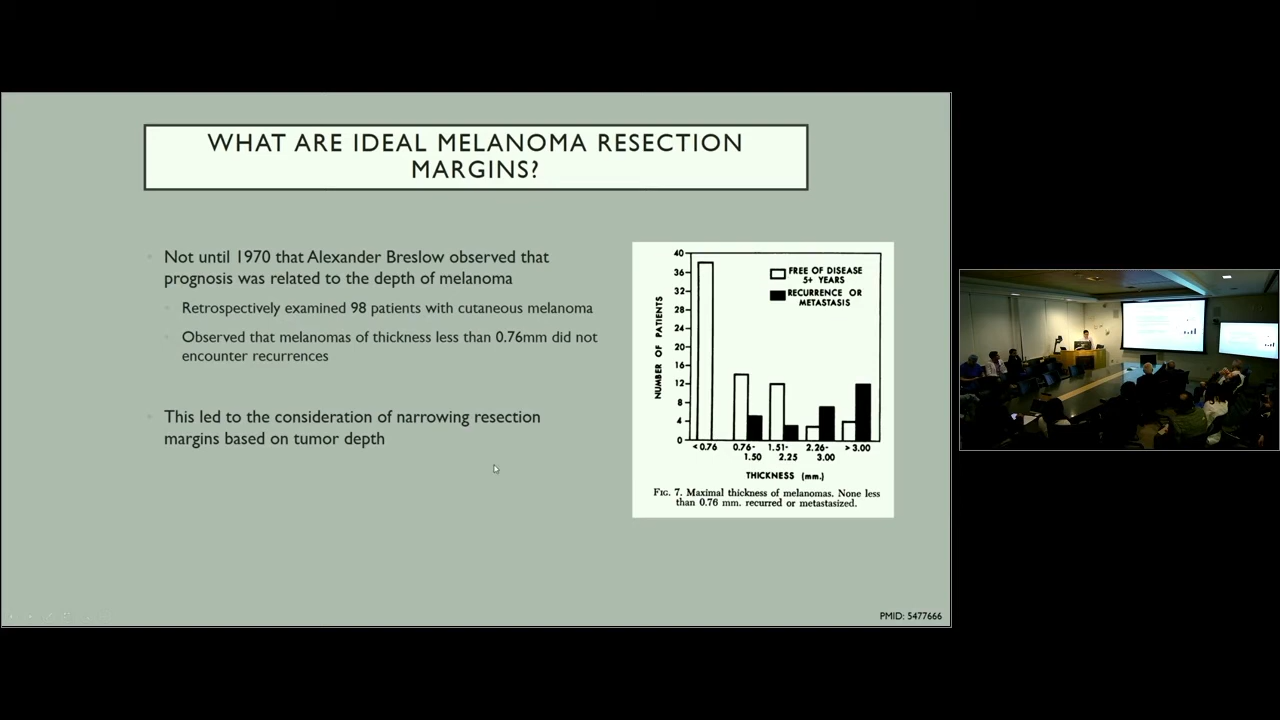 WHAT ARE IDEAL MELANOMA RESECTION
MARGINS?
Not until 1970 that Alexander Breslow observed that
prognosis was related to the depth of melanoma
Retrospectively examined 98 patients with cutaneous melanoma
Observed that melanomas of thickness less than 0.76mm did not
encounter recurrences
This led to the consideration of narrowing resection
margins based on tumor depth
40
36
32
28
24
20
16
12
8
4
0
NUMBER OF PATIENTS
FREE OF DISEASE
5+ YEARS
RECURRENCE OR
METASTASIS
<0.76 0.76- 1.51- 2.26- >3.00
1.50 2.25 3.00
THICKNESS (mm.)
FIG. 7. Maximal thickness of melanomas. None less
than 0.76 mm. recurred or metastasized.
PMID: 5477666